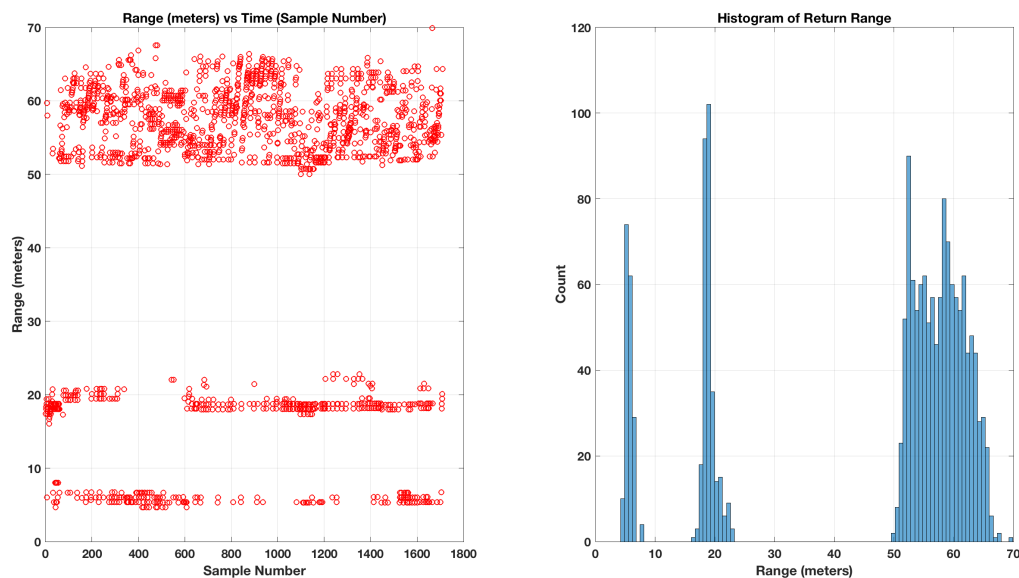 Range (meters) vs Time (Sample Number)
70
60
50
40
30
20
10
0
Range (meters)
0 200 400 600 800 1000 1200 1400 1600 1800
Sample Number
Histogram of Return Range
120
100
80
60
40
20
0
Count
0 10 20 30 40 50 60 70
Range (meters)